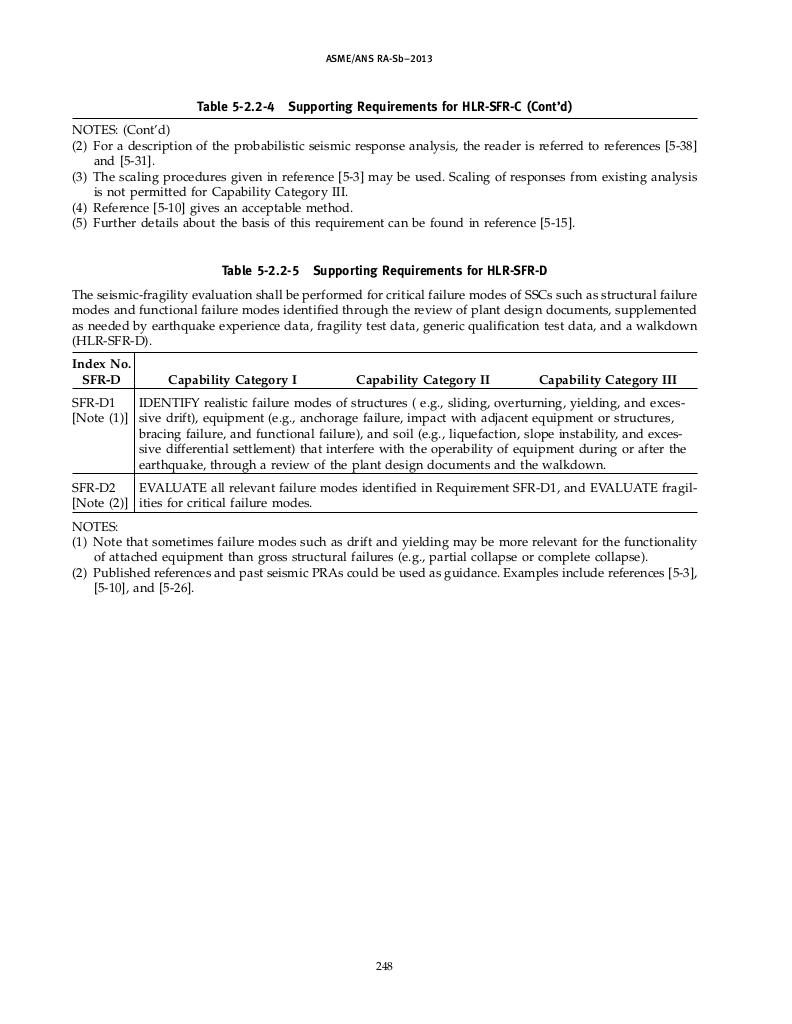 ASME/ANS RA-Sb–2013
Table 5-2.2-4 Supporting Requirements for HLR-SFR-C (Cont’d)
NOTES: (Cont’d)
(2) For a description of the probabilistic seismic response analysis, the reader is referred to references [5-38]
and [5-31].
(3) The scaling procedures given in reference [5-3] may be used. Scaling of responses from existing analysis
is not permitted for Capability Category III.
(4) Reference [5-10] gives an acceptable method.
(5) Further details about the basis of this requirement can be found in reference [5-15].
Table 5-2.2-5 Supporting Requirements for HLR-SFR-D
The seismic-fragility evaluation shall be performed for critical failure modes of SSCs such as structural failure
modes and functional failure modes identified through the review of plant design documents, supplemented
as needed by earthquake experience data, fragility test data, generic qualification test data, and a walkdown
(HLR-SFR-D).
Index No.
SFR-D Capability Category I Capability Category II Capability Category III
SFR-D1 IDENTIFY realistic failure modes of structures ( e.g., sliding, overturning, yielding, and exces-
[Note (1)] sive drift), equipment (e.g., anchorage failure, impact with adjacent equipment or structures,
bracing failure, and functional failure), and soil (e.g., liquefaction, slope instability, and exces-
sive differential settlement) that interfere with the operability of equipment during or after the
earthquake, through a review of the plant design documents and the walkdown.
SFR-D2 EVALUATE all relevant failure modes identified in Requirement SFR-D1, and EVALUATE fragil-
[Note (2)] ities for critical failure modes.
NOTES:
(1) Note that sometimes failure modes such as drift and yielding may be more relevant for the functionality
of attached equipment than gross structural failures (e.g., partial collapse or complete collapse).
(2) Published references and past seismic PRAs could be used as guidance. Examples include references [5-3],
[5-10], and [5-26].
248